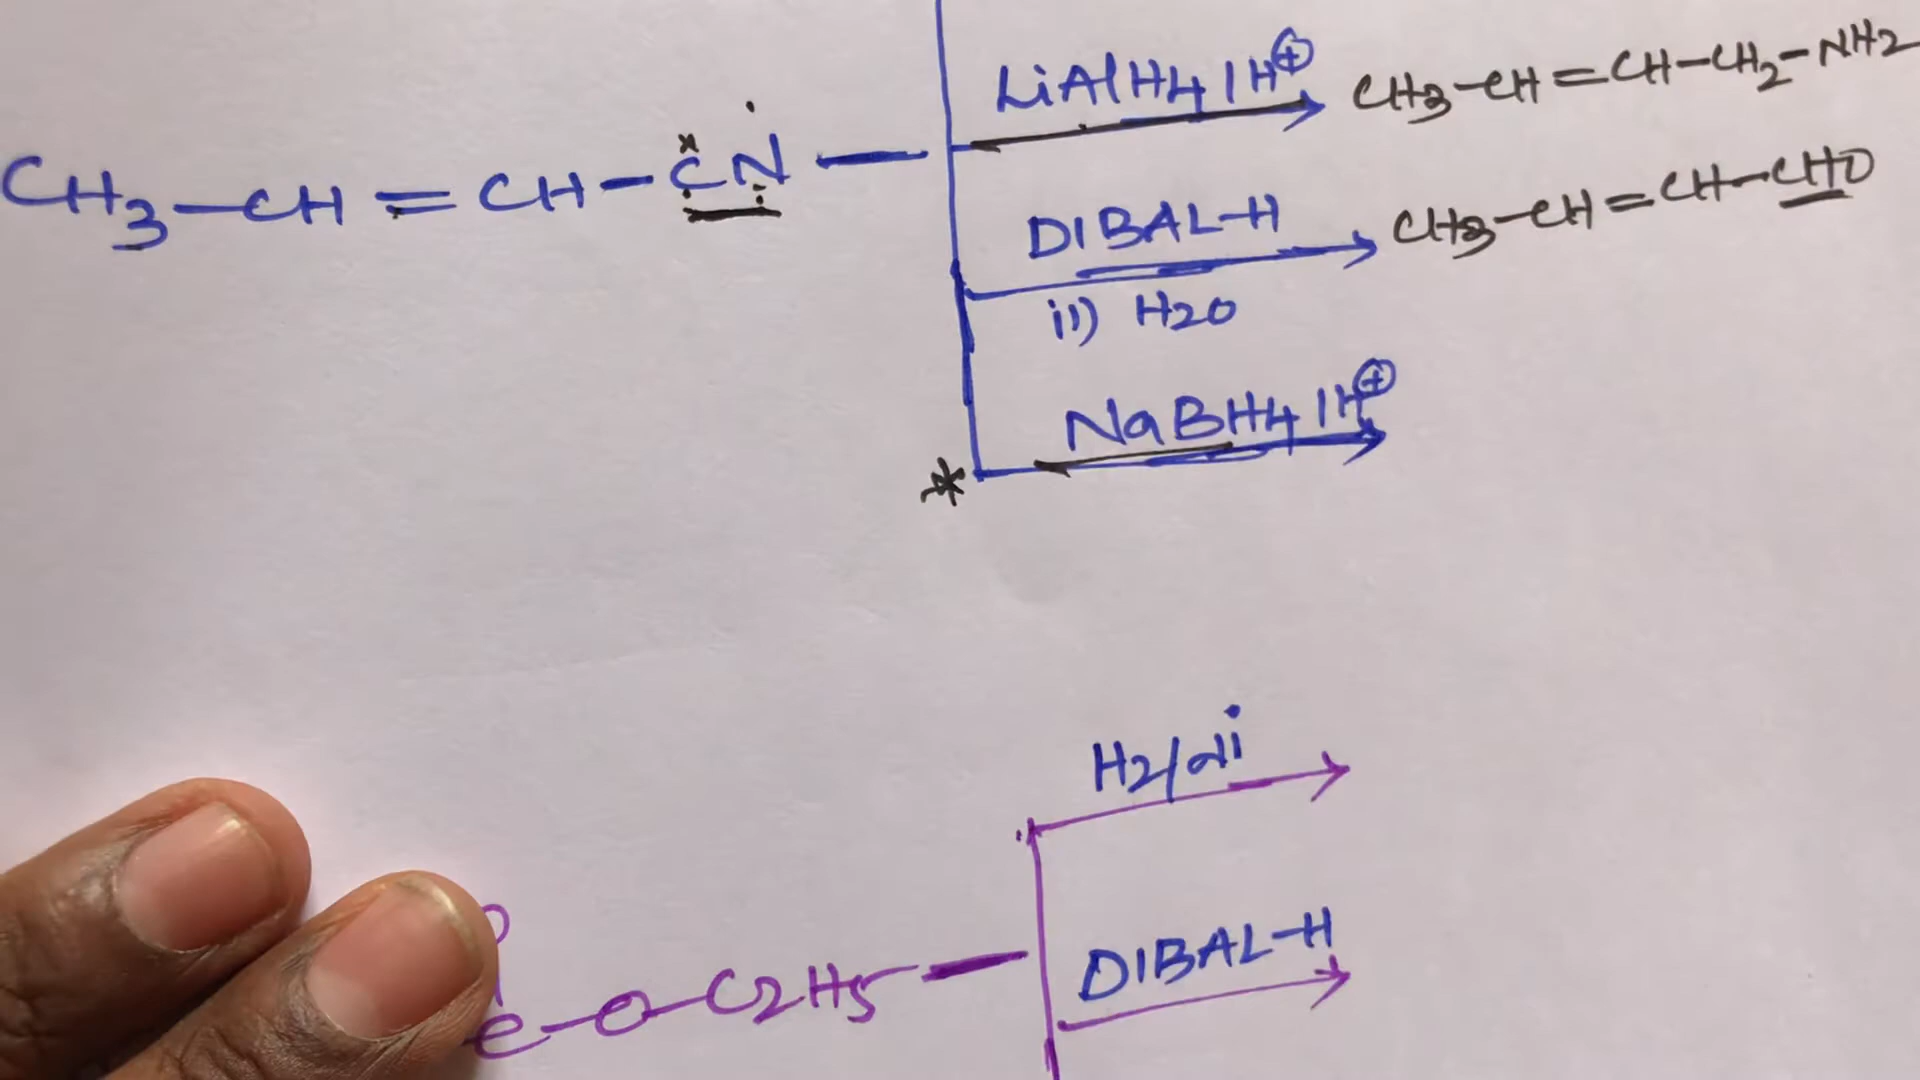 LiAlH4/H⊕
CH3-CH=CH-CH2-NH2
CH3-CH=CH-CN
DIBAL-H
CH3-CH=CH-CHO
ii) H2O
NaBH4/H⊕
*
H2/Ni
DIBAL-H
O-C2H5